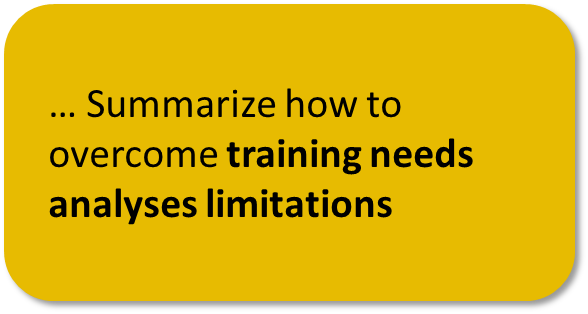 ... Summarize how to
overcome training needs
analyses limitations